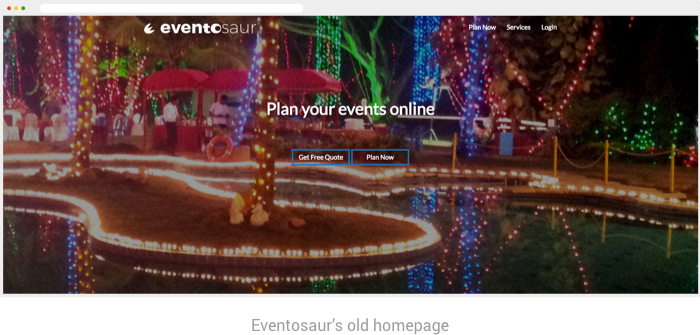 eventosaur
Plan Now Services Login
Plan your events online
Get Free Quote Plan Now
Eventosaur's old homepage